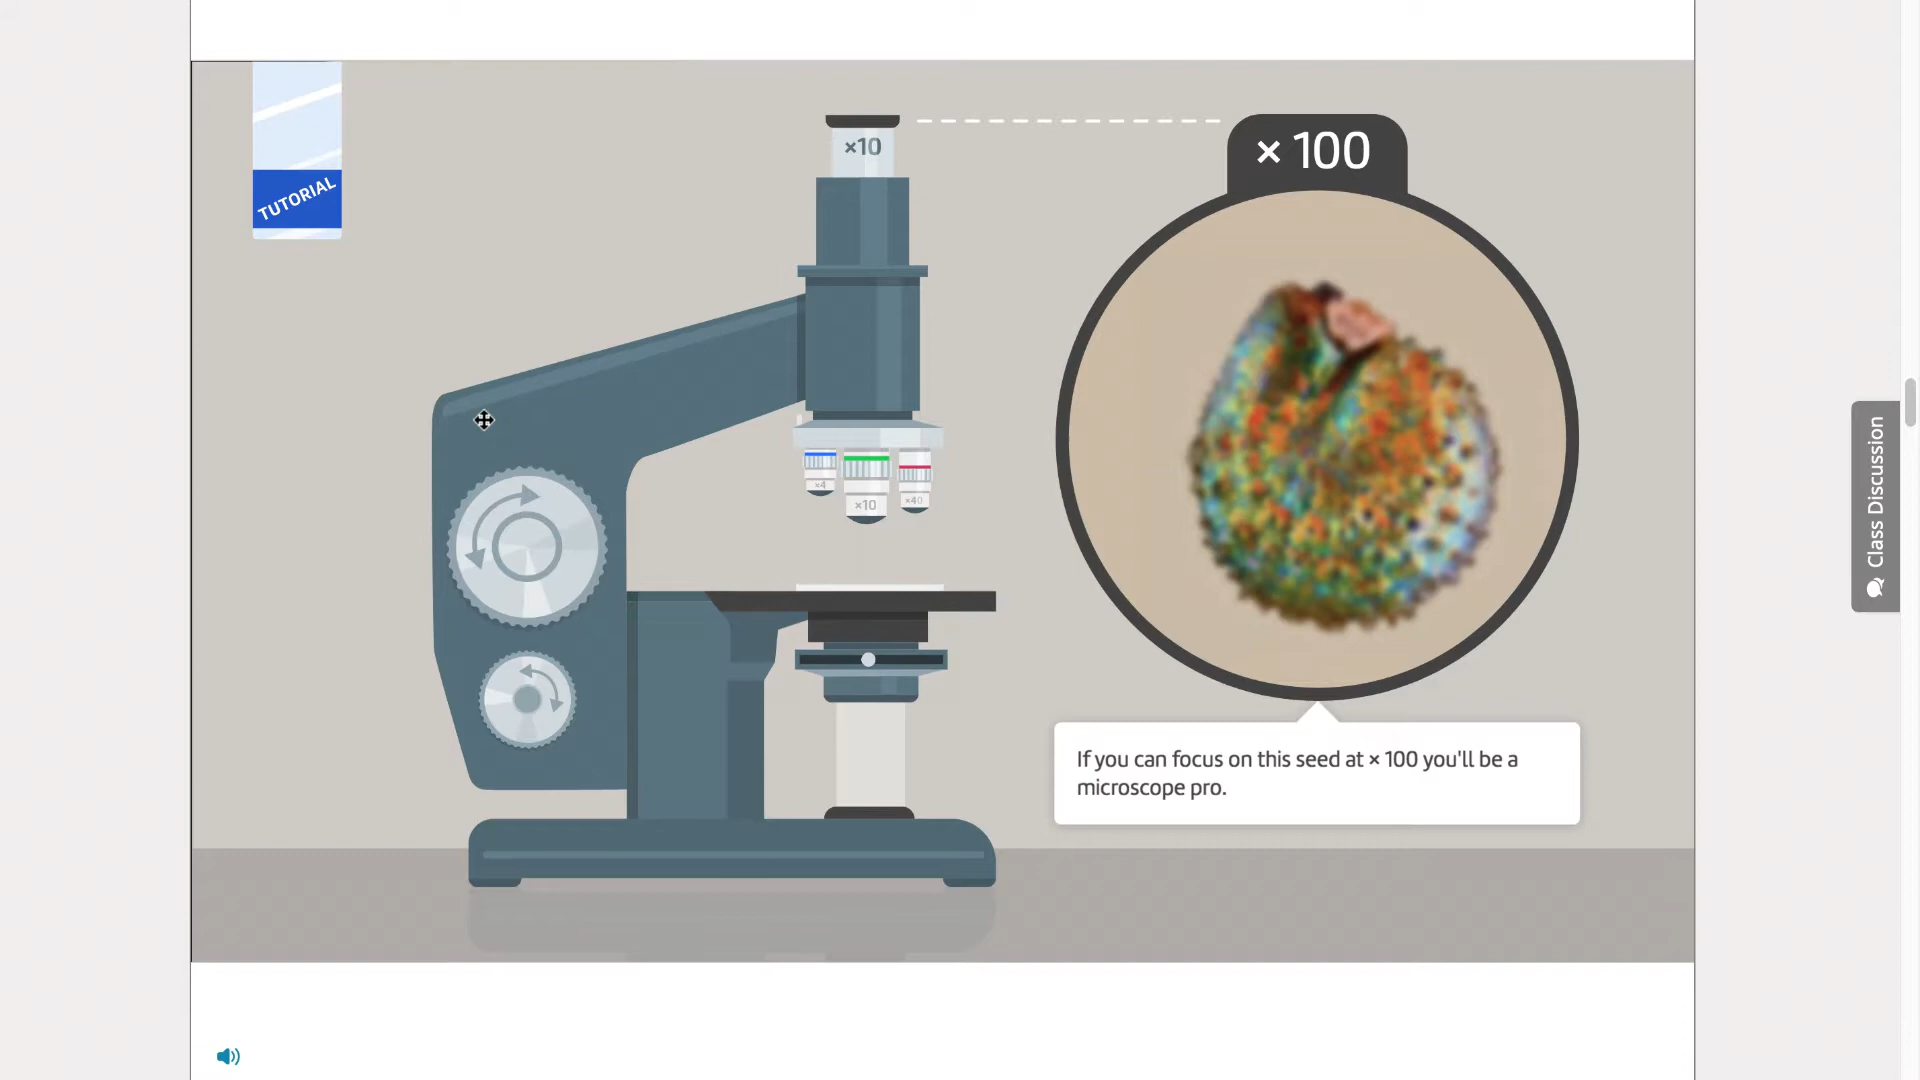 TUTORIAL
×10
× 100
×4
×10
×40
If you can focus on this seed at × 100 you'll be a
microscope pro.
Class Discussion